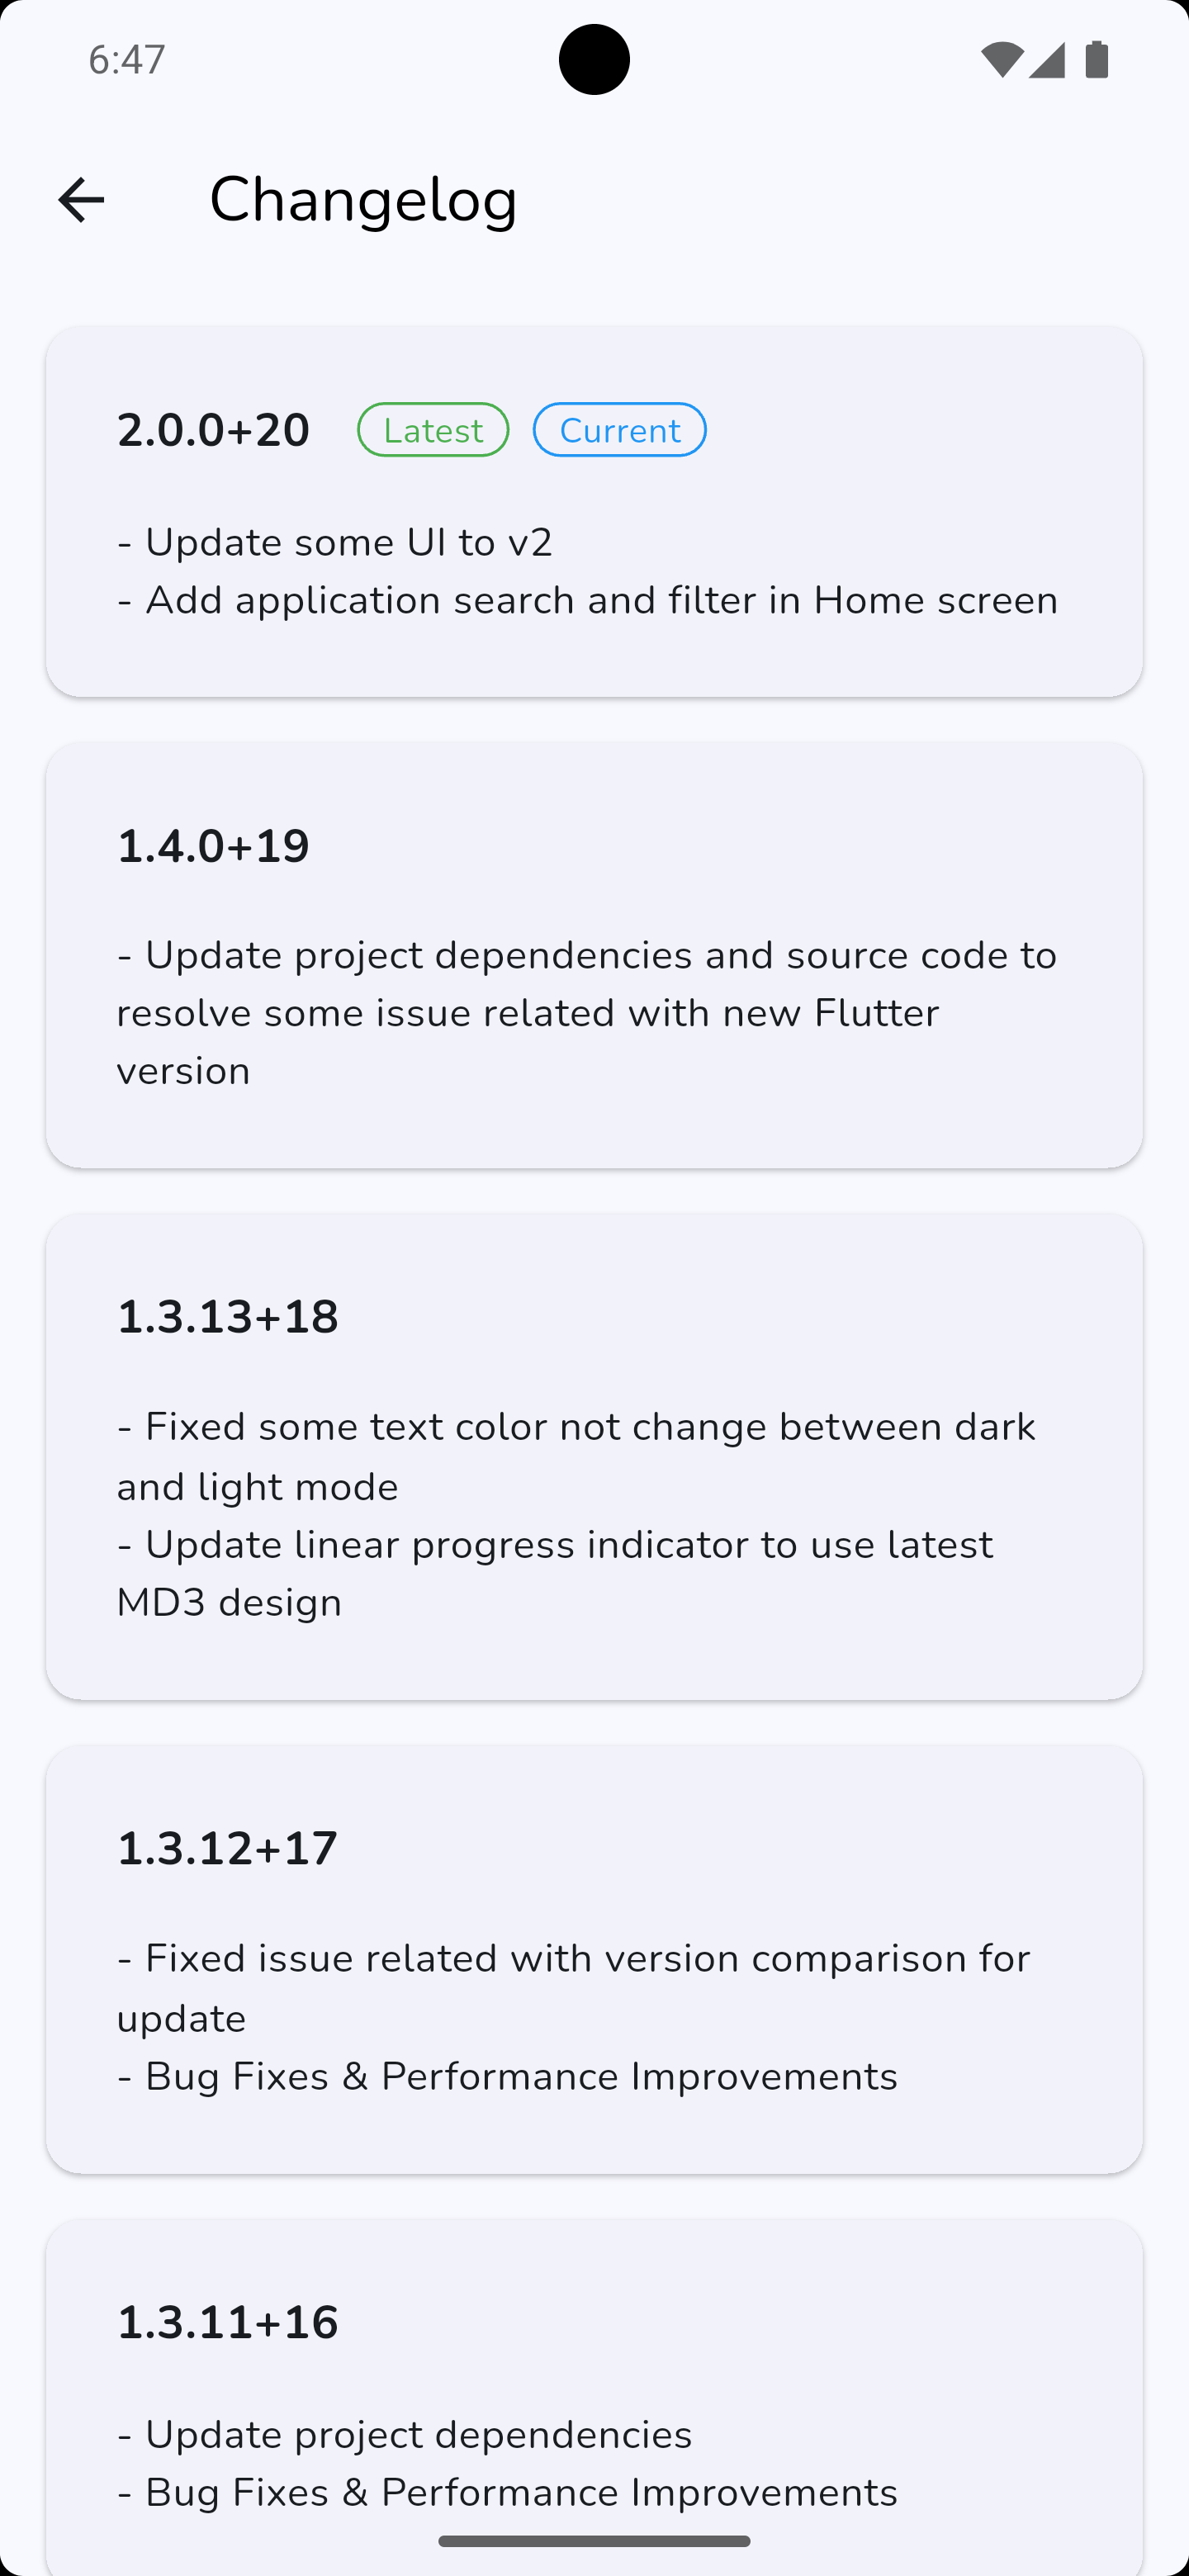 6:47
Changelog
2.0.0+20 Latest Current
- Update some UI to v2
- Add application search and filter in Home screen
1.4.0+19
- Update project dependencies and source code to
resolve some issue related with new Flutter
version
1.3.13+18
- Fixed some text color not change between dark
and light mode
- Update linear progress indicator to use latest
MD3 design
1.3.12+17
- Fixed issue related with version comparison for
update
- Bug Fixes & Performance Improvements
1.3.11+16
- Update project dependencies
- Bug Fixes & Performance Improvements